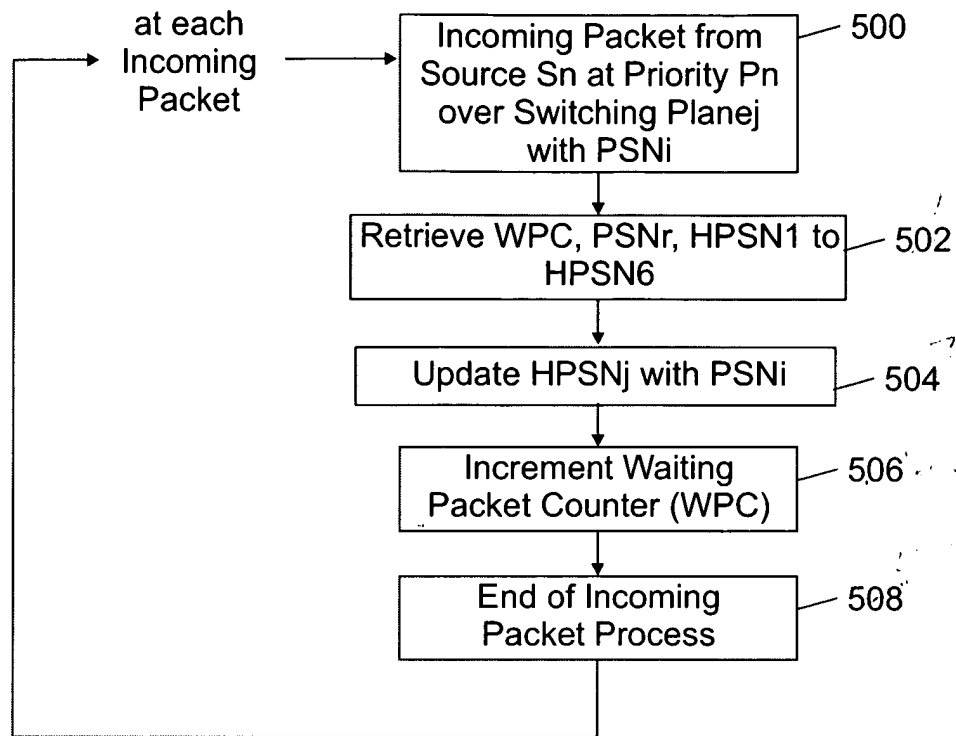 at each
Incoming
Packet
Incoming Packet from
Source Sn at Priority Pn
over Switching Planej
with PSNi
500
Retrieve WPC, PSNr, HPSN1 to
HPSN6
502
Update HPSNj with PSNi
504
Increment Waiting
Packet Counter (WPC)
506
End of Incoming
Packet Process
508